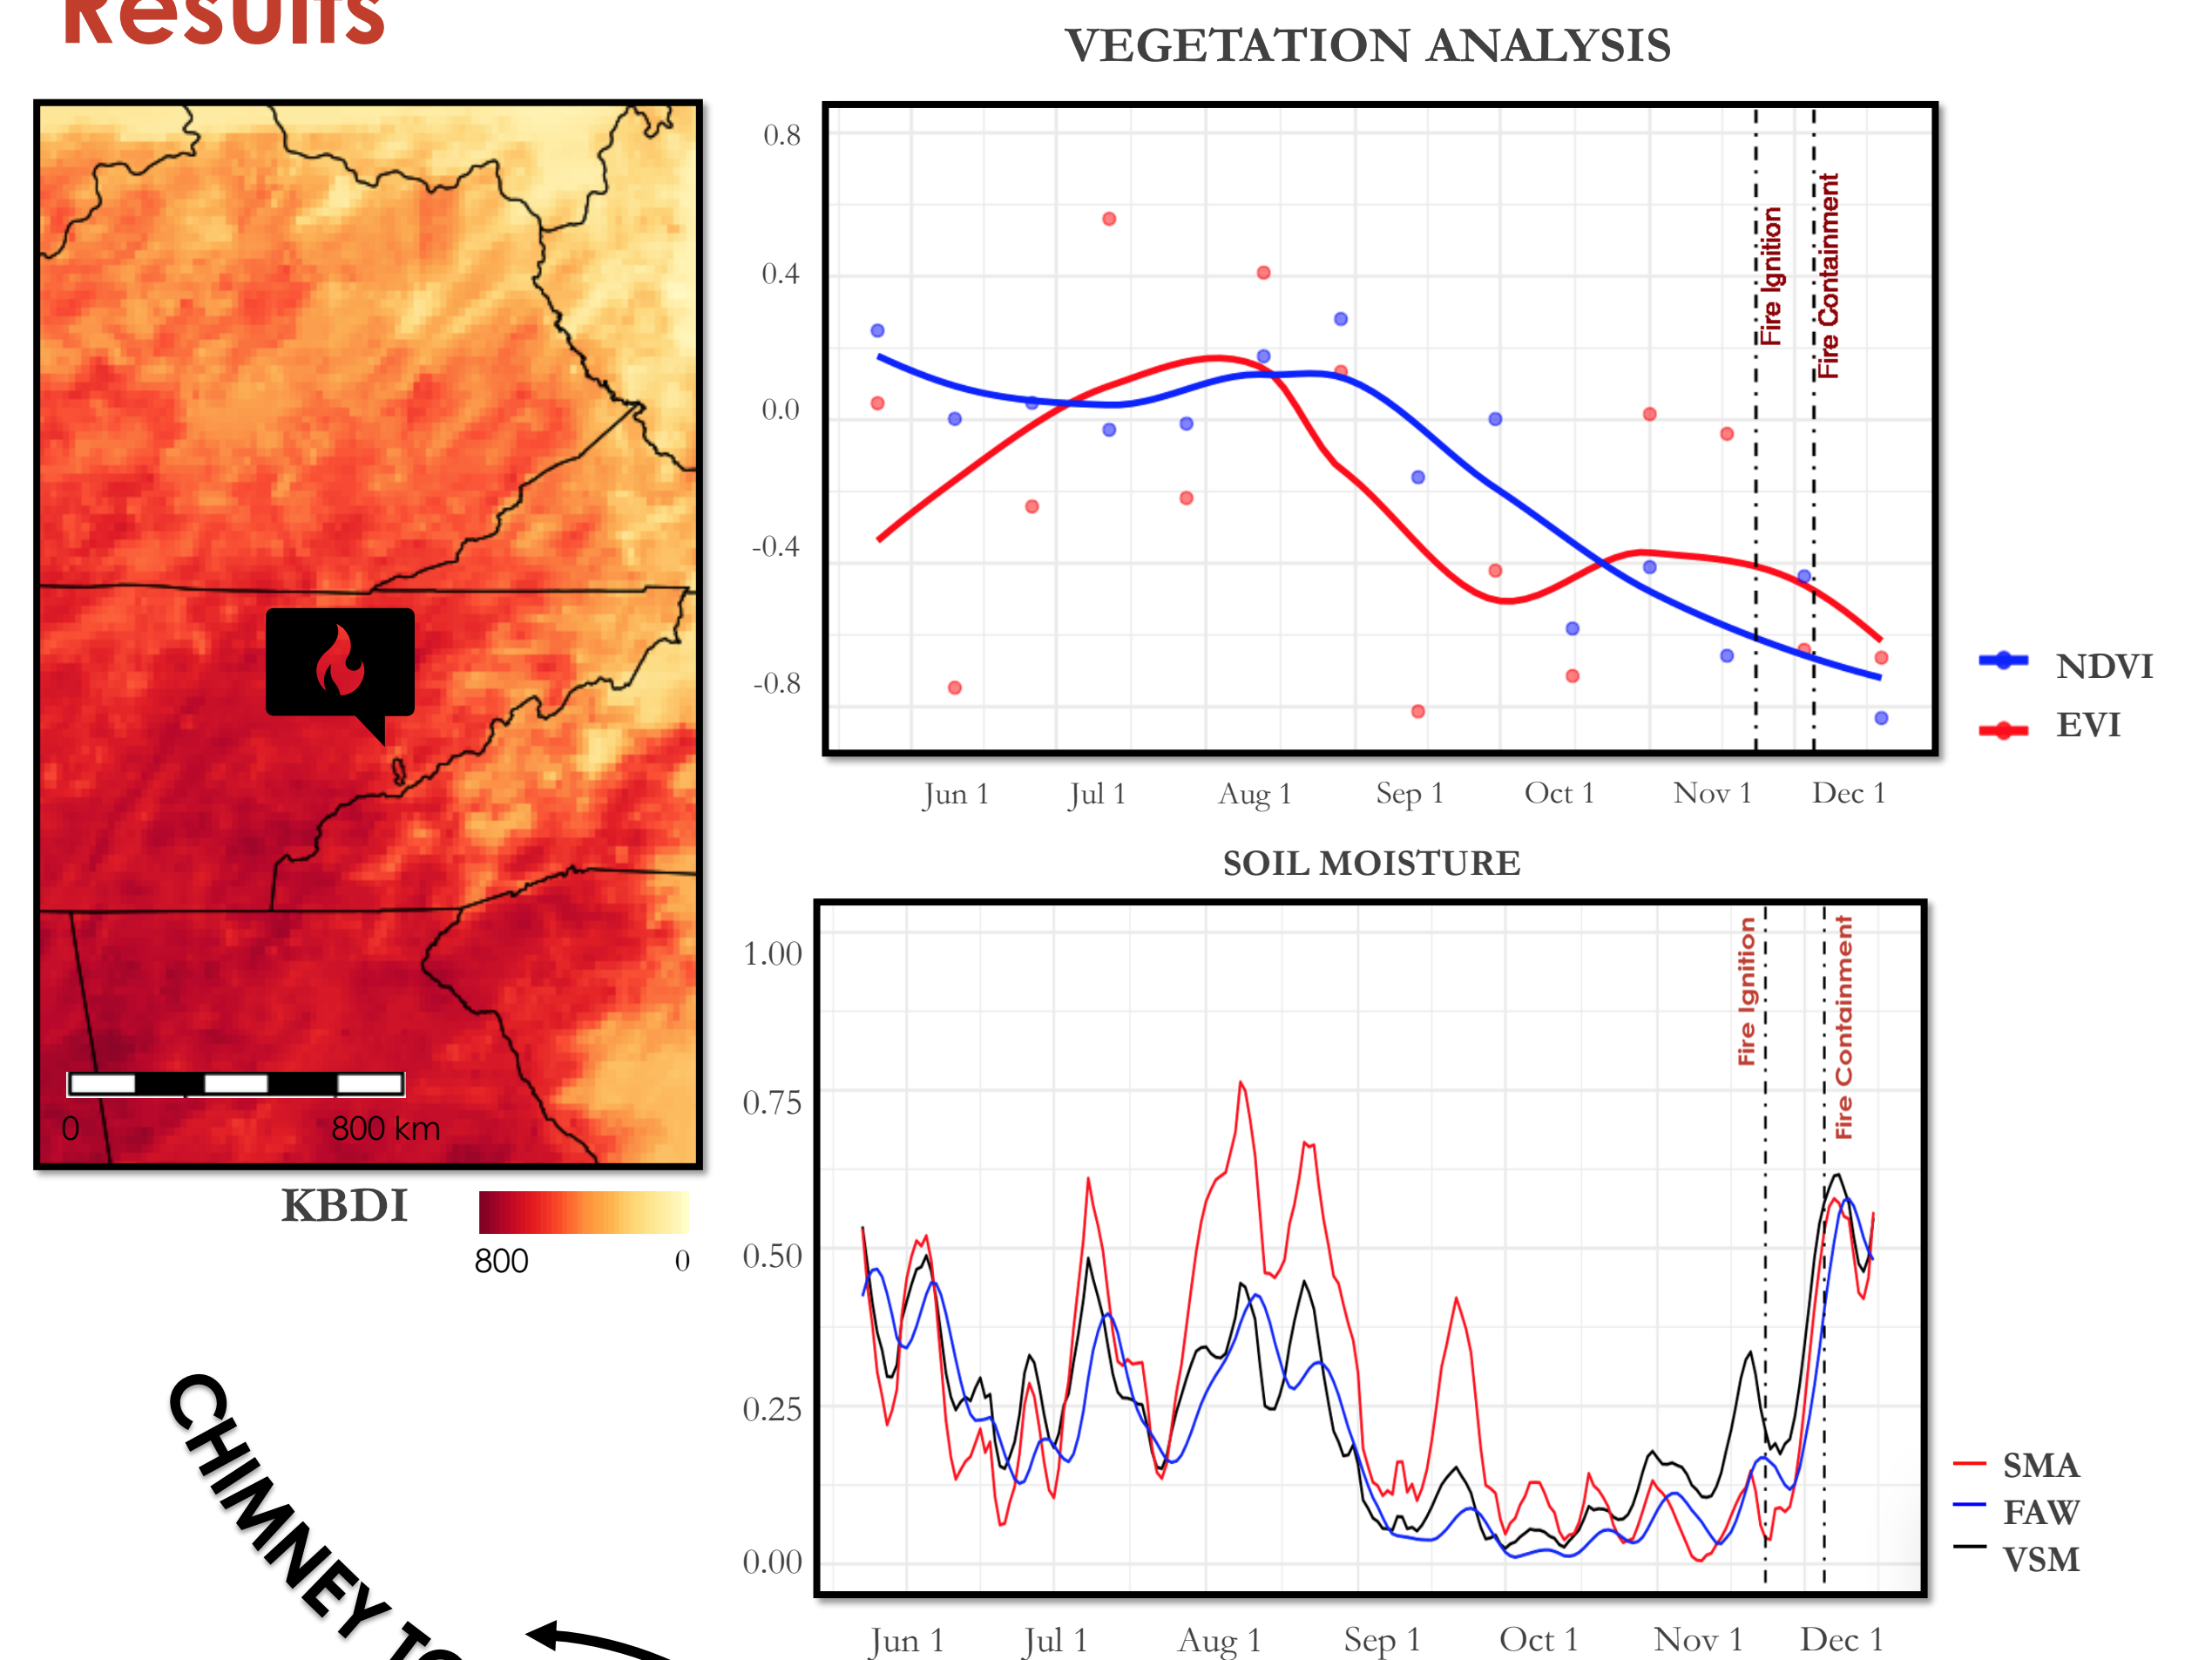 Results
VEGETATION ANALYSIS
0.8
0.4
0.0
-0.4
-0.8
Fire Ignition
Fire Containment
Jun 1 Jul 1 Aug 1 Sep 1 Oct 1 Nov 1 Dec 1
NDVI
EVI
0 800 km
KBDI
800 0
SOIL MOISTURE
1.00
0.75
0.50
0.25
0.00
Fire Ignition
Fire Containment
Jun 1 Jul 1 Aug 1 Sep 1 Oct 1 Nov 1 Dec 1
SMA
FAW
VSM
CHIMNEY